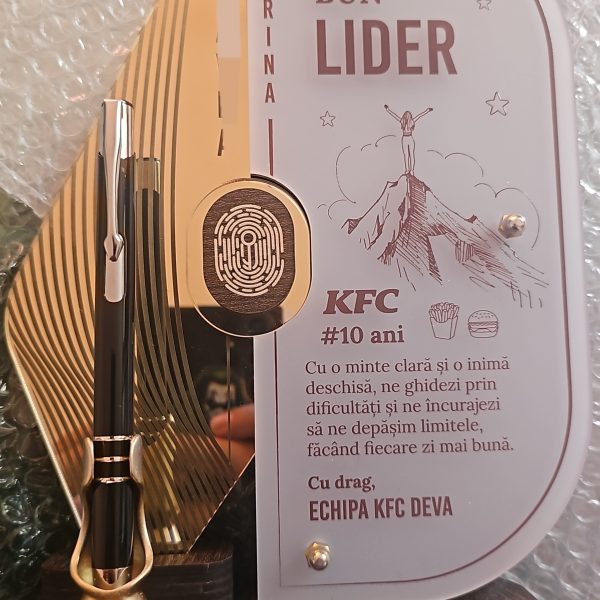 RINA
LIDER
KFC
#10 ani
Cu o minte clară și o inimă
deschisă, ne ghidezi prin
dificultăți și ne încurajezi
să ne depășim limitele,
făcând fiecare zi mai bună.
Cu drag,
ECHIPA KFC DEVA